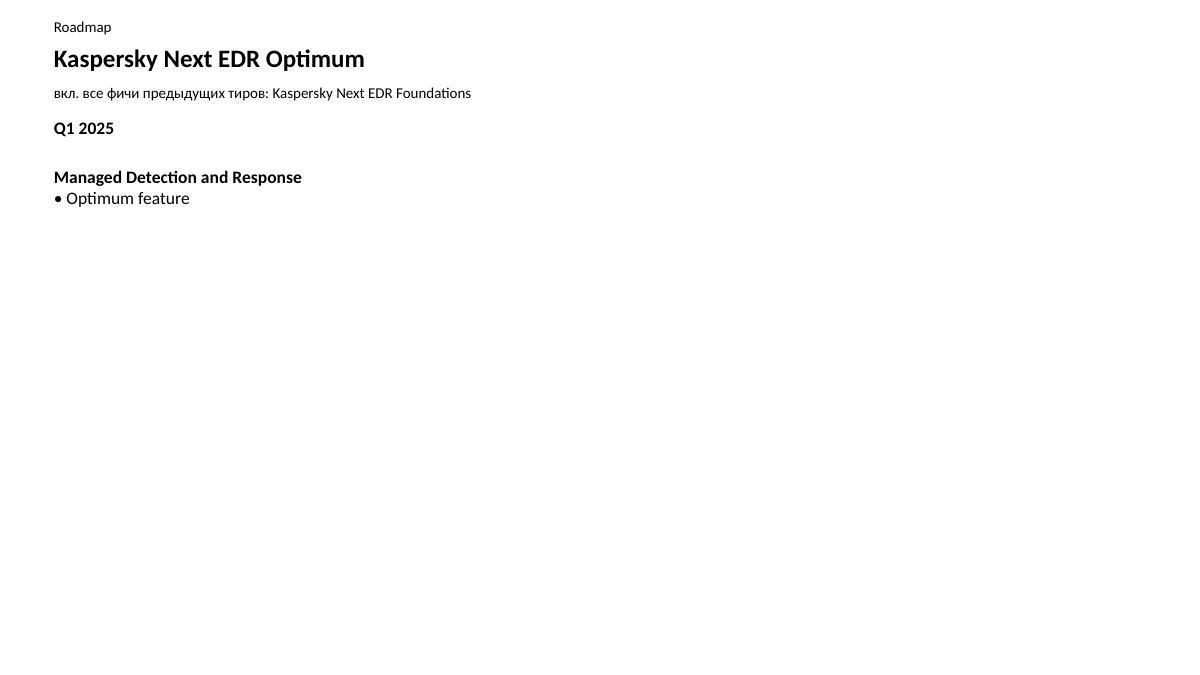 Roadmap
Kaspersky Next EDR Optimum
вкл. все фичи предыдущих тиров: Kaspersky Next EDR Foundations
Q1 2025
Managed Detection and Response
• Optimum feature